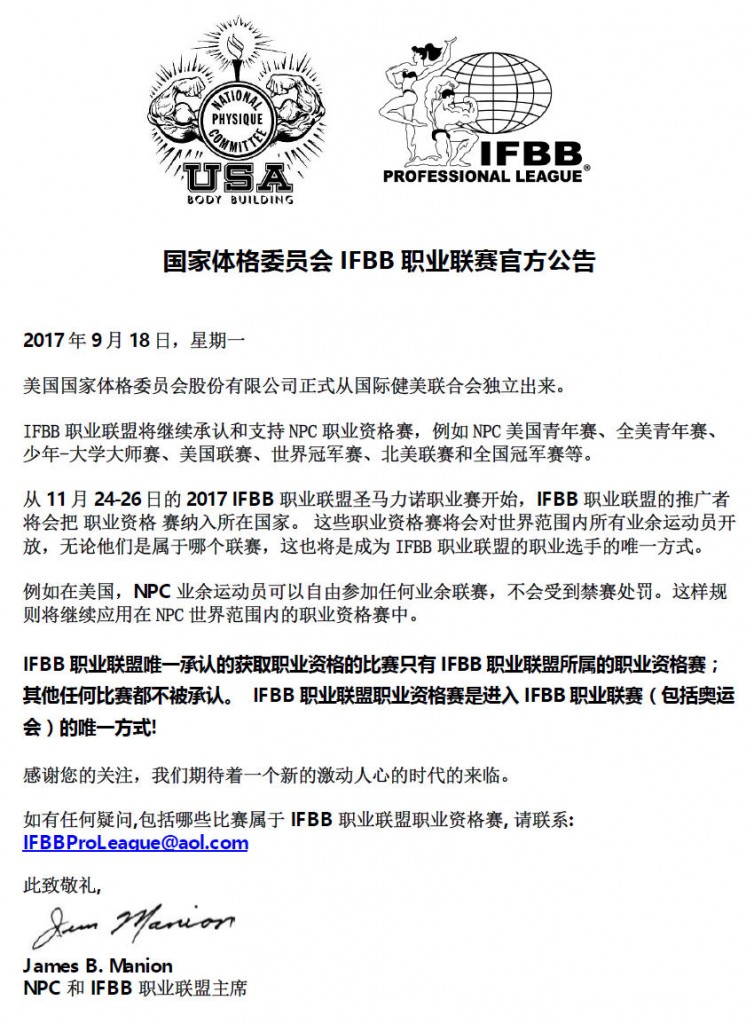 NATIONAL
PHYSIQUE
COMMITTEE
USA
BODY BUILDING
IFBB
PROFESSIONAL LEAGUE®
国家体格委员会 IFBB 职业联赛官方公告
2017 年 9 月 18 日，星期一
美国国家体格委员会股份有限公司正式从国际健美联合会独立出来。
IFBB 职业联盟将继续承认和支持 NPC 职业资格赛，例如 NPC 美国青年赛、全美青年赛、
少年-大学大师赛、美国联赛、世界冠军赛、北美联赛和全国冠军赛等。
从 11 月 24-26 日的 2017 IFBB 职业联盟圣马力诺职业赛开始，IFBB 职业联盟的推广者
将会把 职业资格 赛纳入所在国家。 这些职业资格赛将会对世界范围内所有业余运动员开
放，无论他们是属于哪个联赛，这也将是成为 IFBB 职业联盟的职业选手的唯一方式。
例如在美国，NPC 业余运动员可以自由参加任何业余联赛，不会受到禁赛处罚。这样规
则将继续应用在 NPC 世界范围内的职业资格赛中。
IFBB 职业联盟唯一承认的获取职业资格的比赛只有 IFBB 职业联盟所属的职业资格赛；
其他任何比赛都不被承认。 IFBB 职业联盟职业资格赛是进入 IFBB 职业联赛（包括奥运
会）的唯一方式!
感谢您的关注，我们期待着一个新的激动人心的时代的来临。
如有任何疑问,包括哪些比赛属于 IFBB 职业联盟职业资格赛, 请联系:
IFBBProLeague@aol.com
此致敬礼,
Jim Manion
James B. Manion
NPC 和 IFBB 职业联盟主席